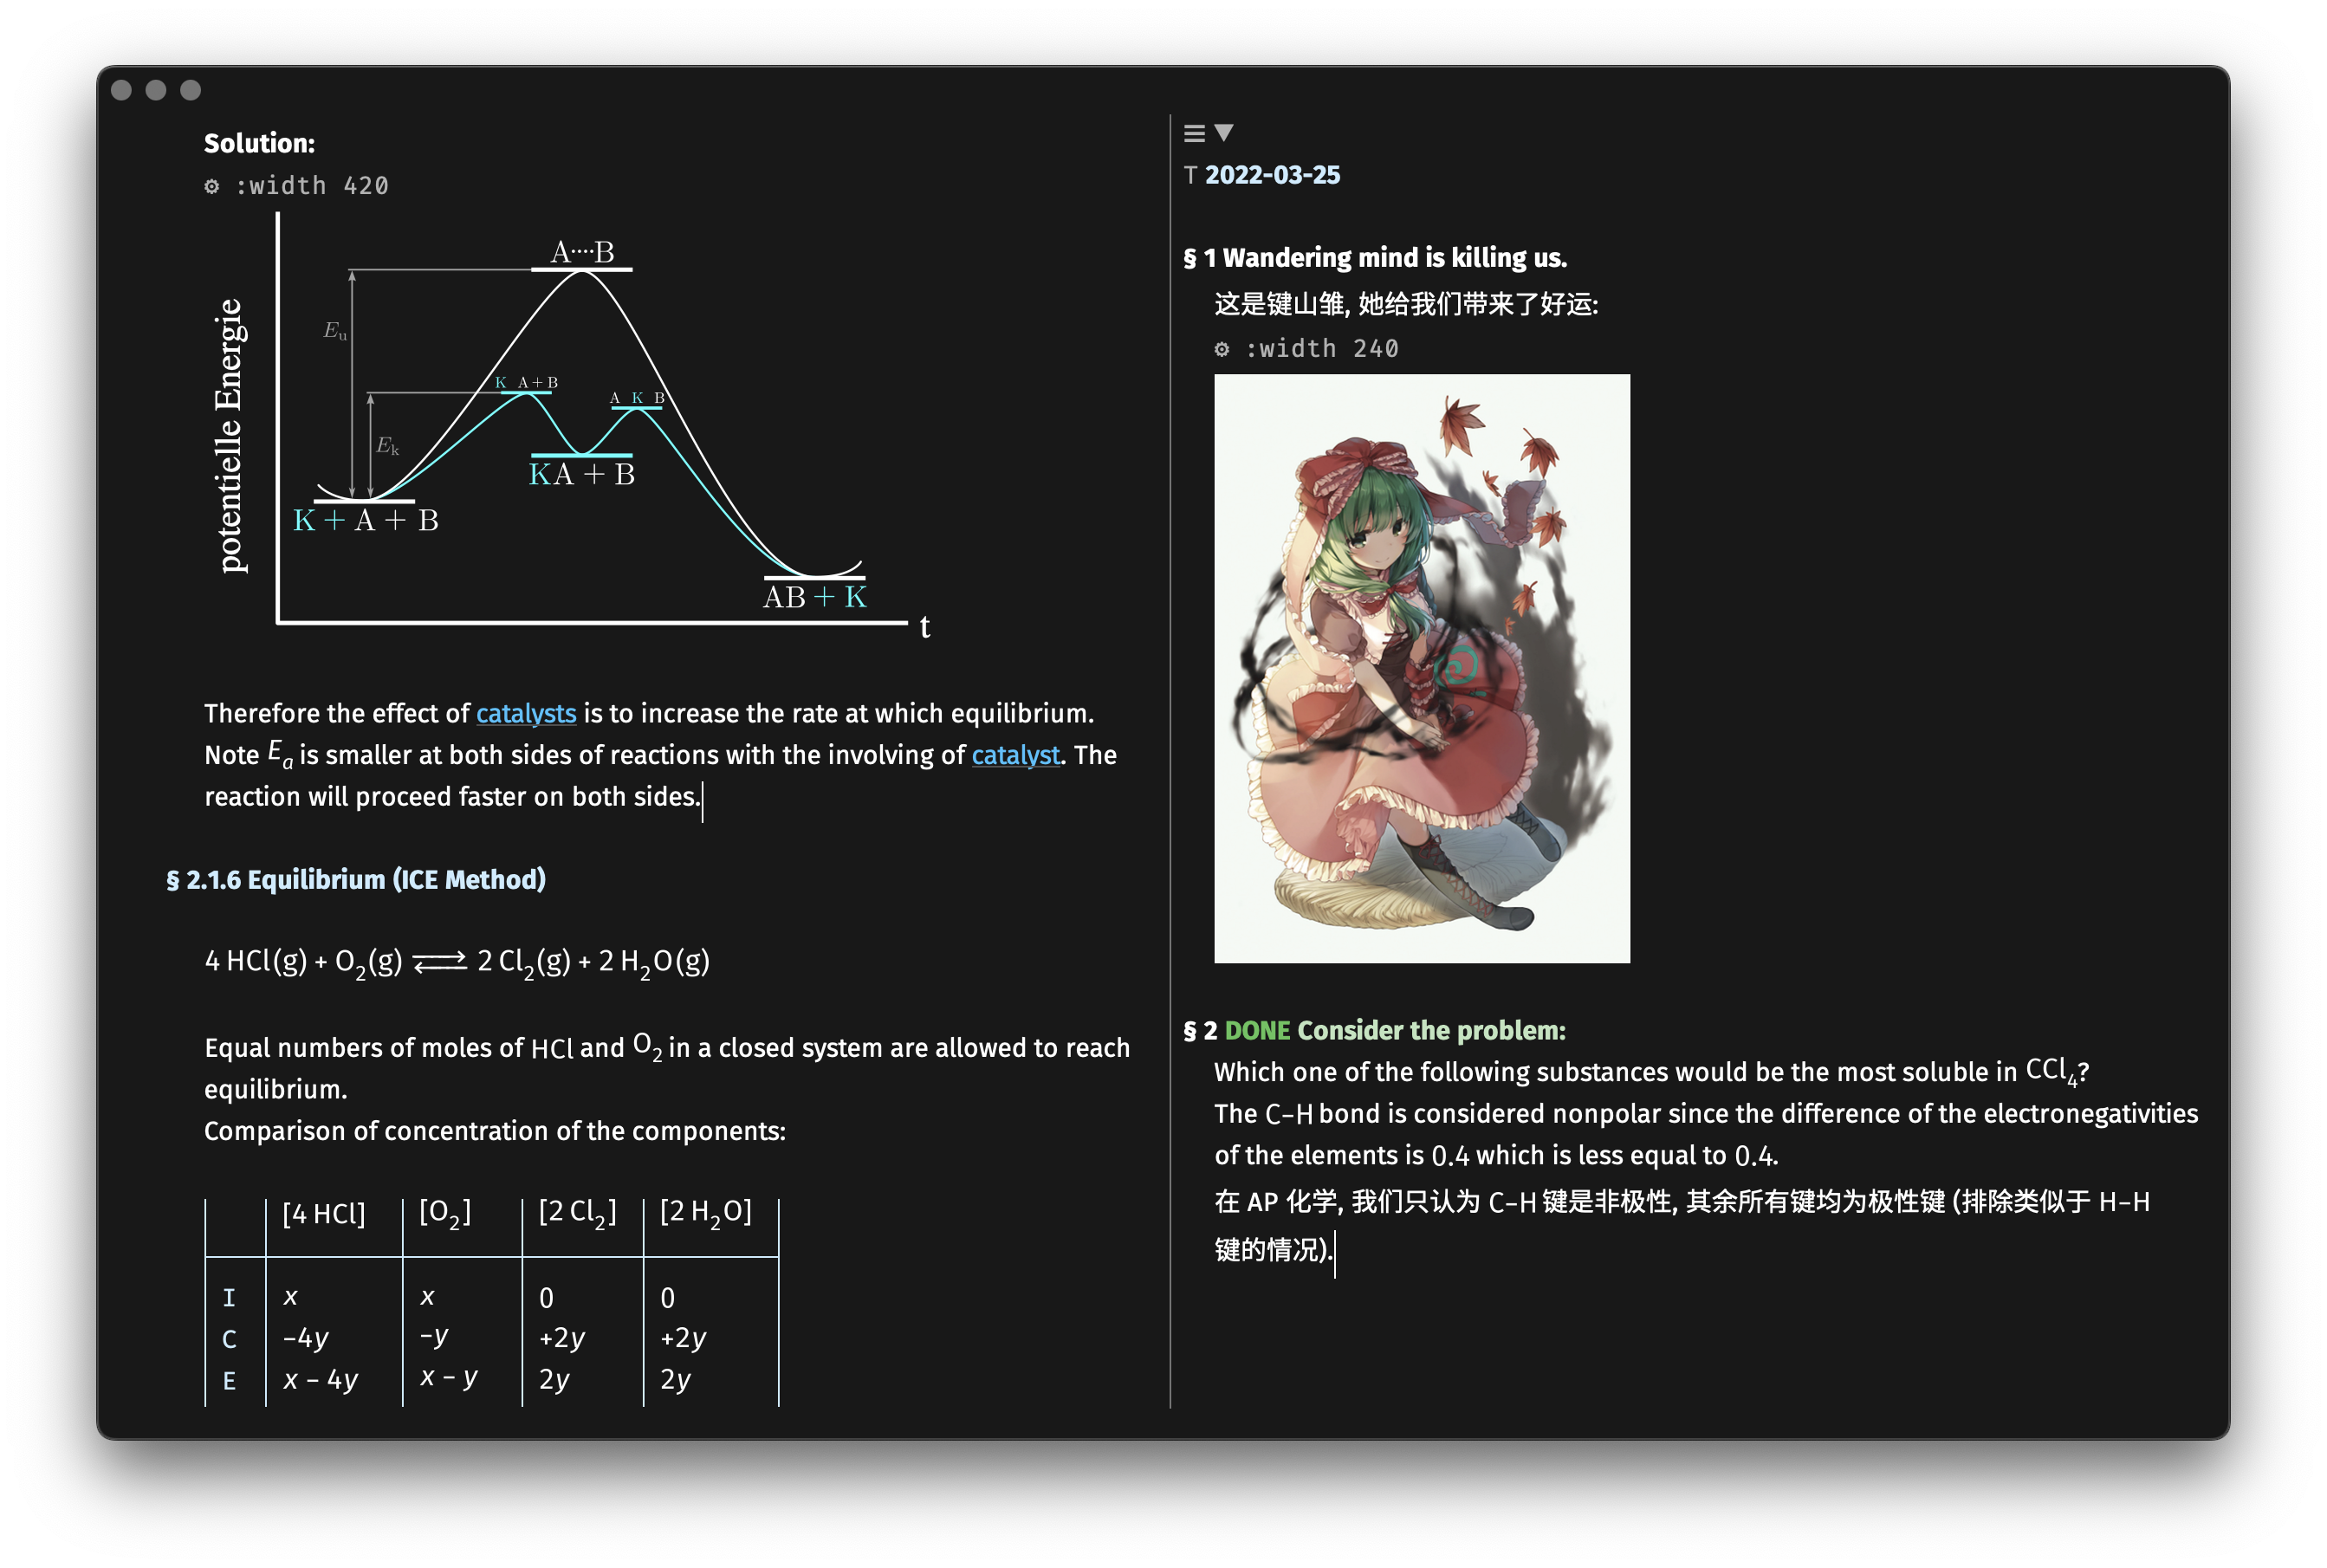 Solution:
⚙ :width 420
potentielle Energie
A····B
E_u
K A + B
A K B
E_k
KA + B
K + A + B
AB + K
t
Therefore the effect of catalysts is to increase the rate at which equilibrium.
Note E_a is smaller at both sides of reactions with the involving of catalyst. The
reaction will proceed faster on both sides.
§ 2.1.6 Equilibrium (ICE Method)
4 HCl(g) + O₂(g) ⇌ 2 Cl₂(g) + 2 H₂O(g)
Equal numbers of moles of HCl and O₂ in a closed system are allowed to reach
equilibrium.
Comparison of concentration of the components:
[4 HCl] [O₂] [2 Cl₂] [2 H₂O]
I x x 0 0
C −4y −y +2y +2y
E x − 4y x − y 2y 2y
☰ ▼
T 2022-03-25
§ 1 Wandering mind is killing us.
这是键山雏, 她给我们带来了好运:
⚙ :width 240
§ 2 DONE Consider the problem:
Which one of the following substances would be the most soluble in CCl₄?
The C−H bond is considered nonpolar since the difference of the electronegativities
of the elements is 0.4 which is less equal to 0.4.
在 AP 化学, 我们只认为 C−H 键是非极性, 其余所有键均为极性键 (排除类似于 H−H
键的情况).